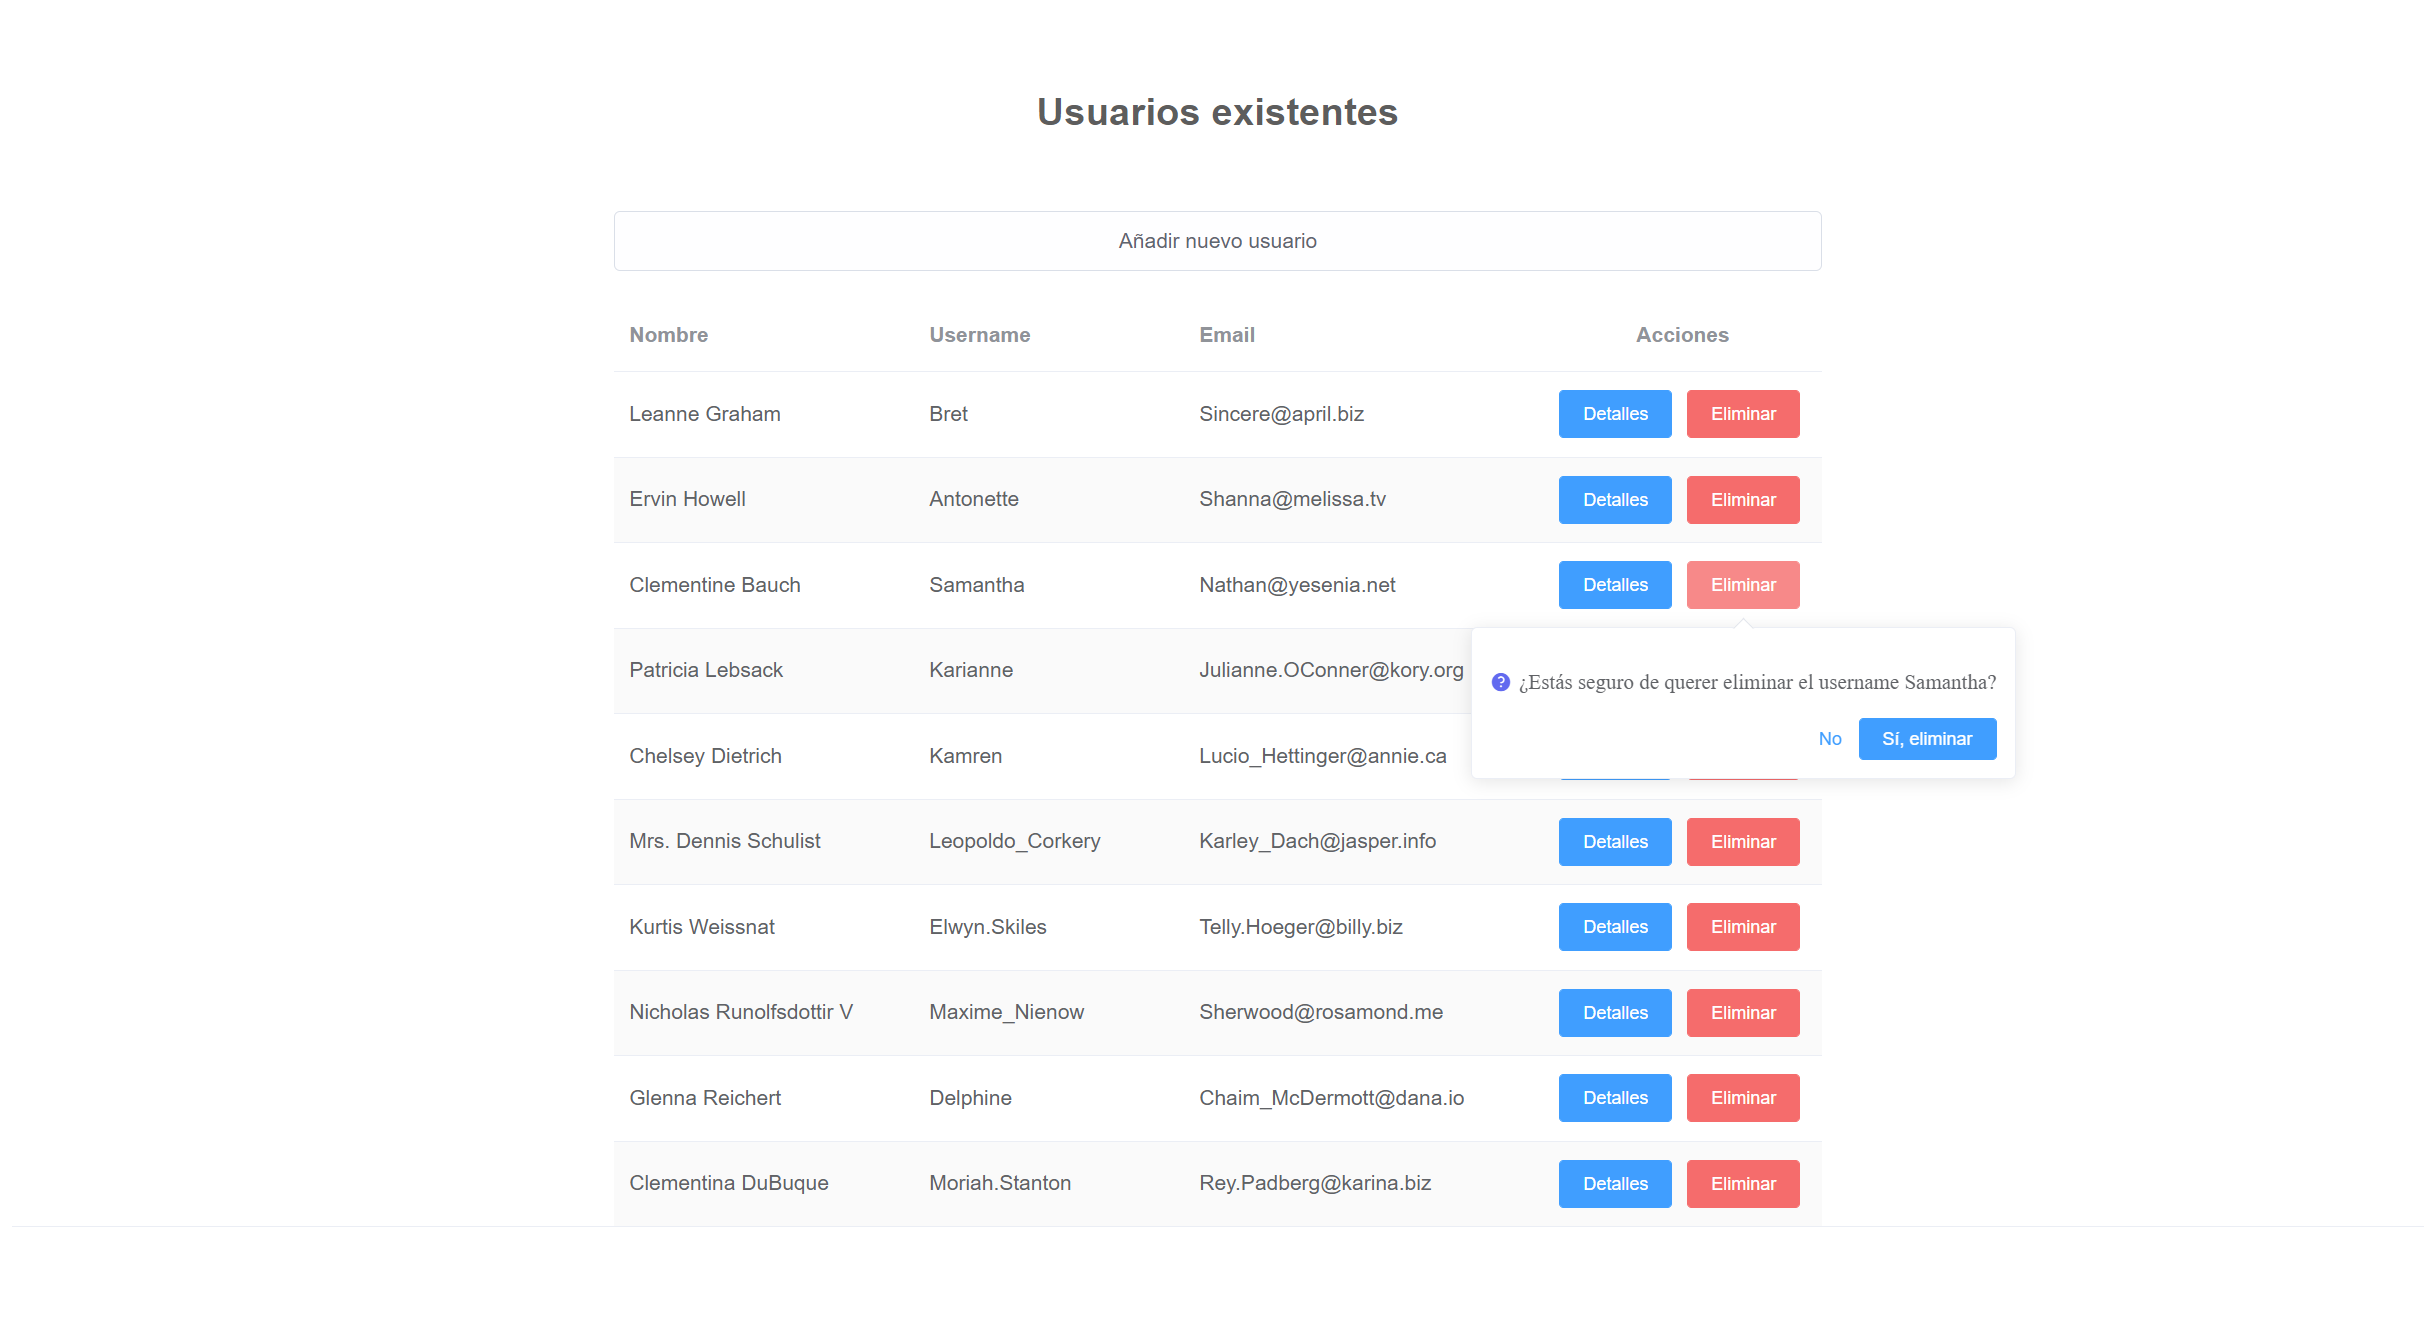 Usuarios existentes
Añadir nuevo usuario
Nombre Username Email Acciones
Leanne Graham Bret Sincere@april.biz Detalles Eliminar
Ervin Howell Antonette Shanna@melissa.tv Detalles Eliminar
Clementine Bauch Samantha Nathan@yesenia.net Detalles Eliminar
Patricia Lebsack Karianne Julianne.OConner@kory.org
¿Estás seguro de querer eliminar el username Samantha?
No Sí, eliminar
Chelsey Dietrich Kamren Lucio_Hettinger@annie.ca
Mrs. Dennis Schulist Leopoldo_Corkery Karley_Dach@jasper.info Detalles Eliminar
Kurtis Weissnat Elwyn.Skiles Telly.Hoeger@billy.biz Detalles Eliminar
Nicholas Runolfsdottir V Maxime_Nienow Sherwood@rosamond.me Detalles Eliminar
Glenna Reichert Delphine Chaim_McDermott@dana.io Detalles Eliminar
Clementina DuBuque Moriah.Stanton Rey.Padberg@karina.biz Detalles Eliminar